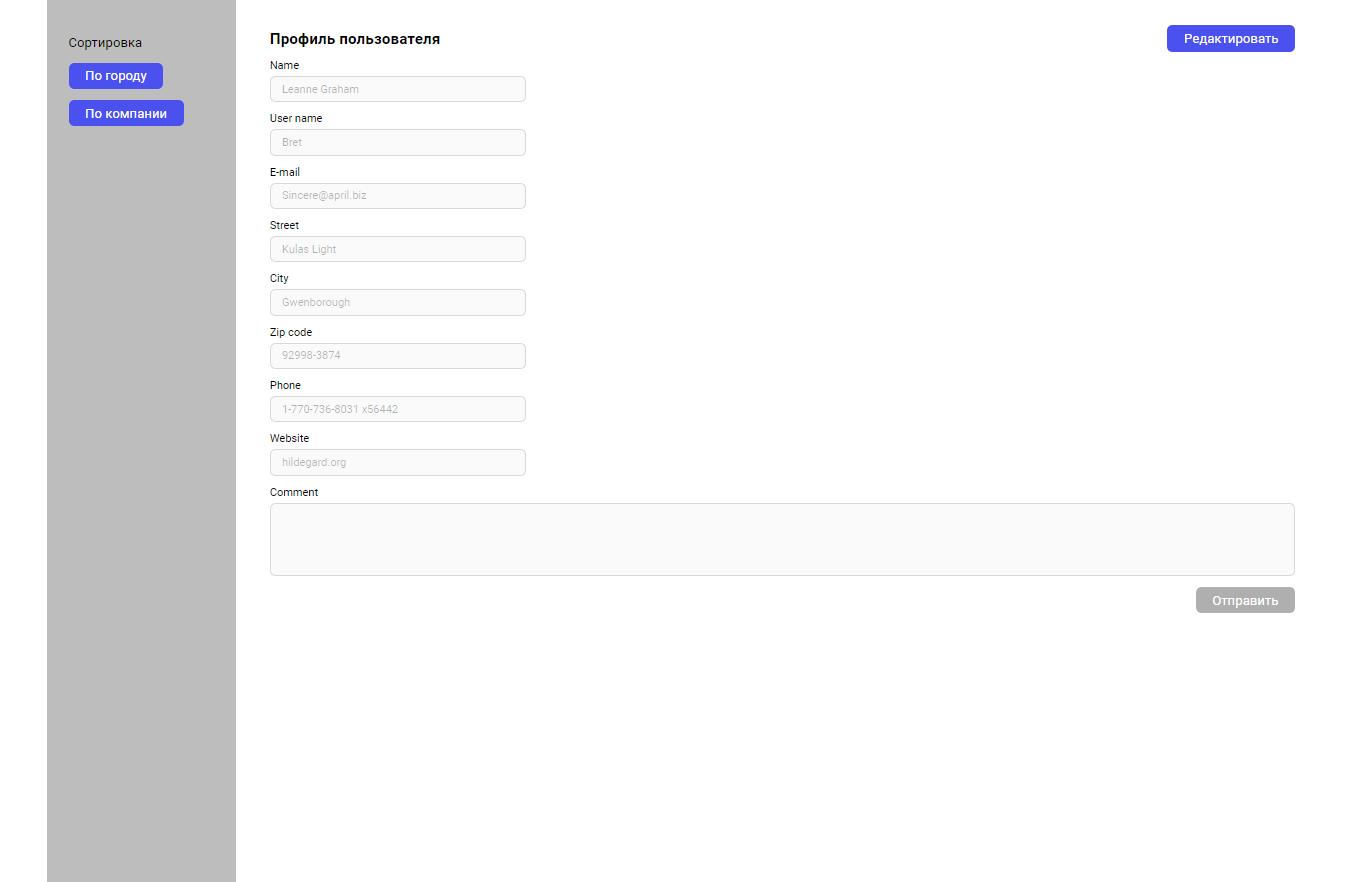 Сортировка
По городу
По компании
Профиль пользователя
Редактировать
Name
Leanne Graham
User name
Bret
E-mail
Sincere@april.biz
Street
Kulas Light
City
Gwenborough
Zip code
92998-3874
Phone
1-770-736-8031 x56442
Website
hildegard.org
Comment
Отправить